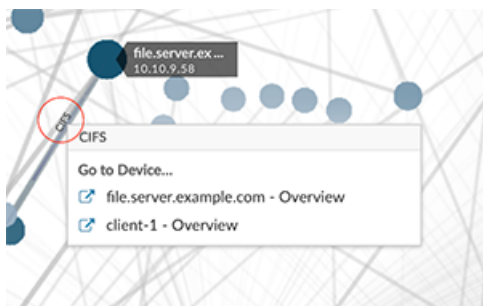 file.server.ex ...
10.10.9.58
CIFS
CIFS
Go to Device...
file.server.example.com - Overview
client-1 - Overview